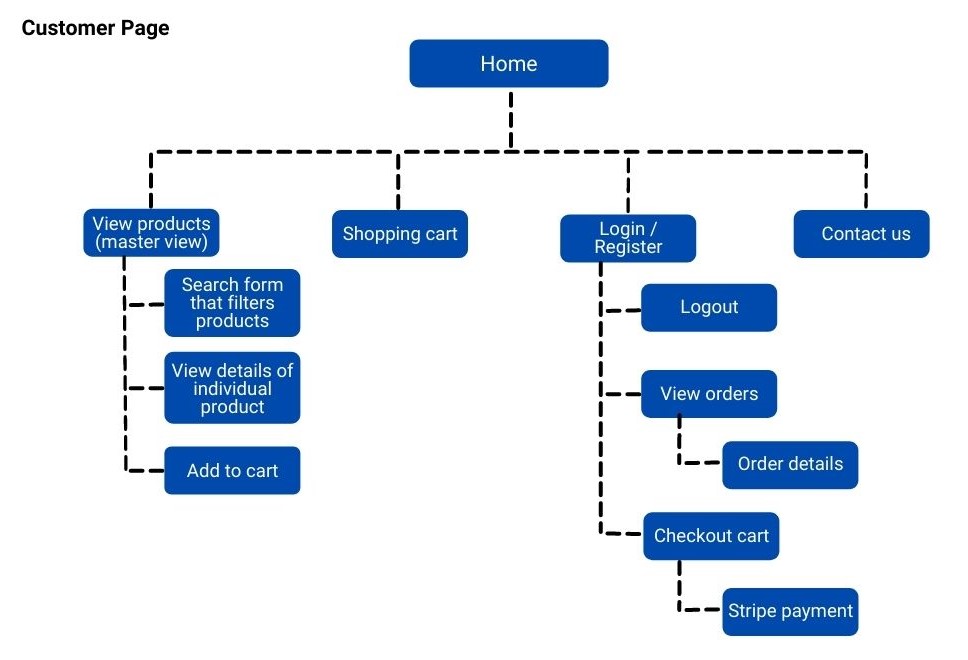 Customer Page
Home
View products
(master view)
Shopping cart
Login /
Register
Contact us
Search form
that filters
products
View details of
individual
product
Add to cart
Logout
View orders
Order details
Checkout cart
Stripe payment